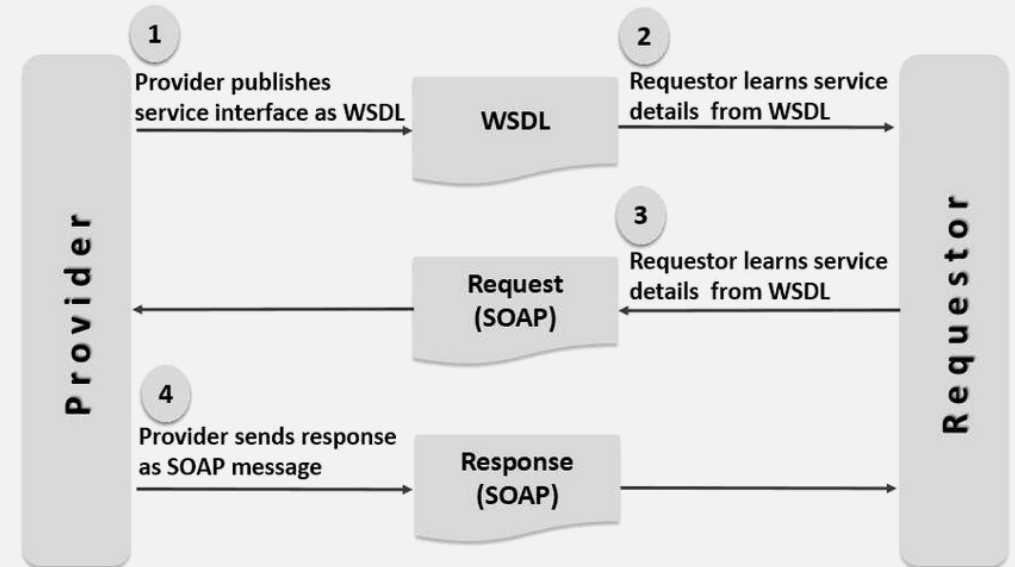 1
Provider publishes
service interface as WSDL
WSDL
2
Requestor learns service
details from WSDL
Provider
Requestor
3
Requestor learns service
details from WSDL
Request
(SOAP)
4
Provider sends response
as SOAP message
Response
(SOAP)